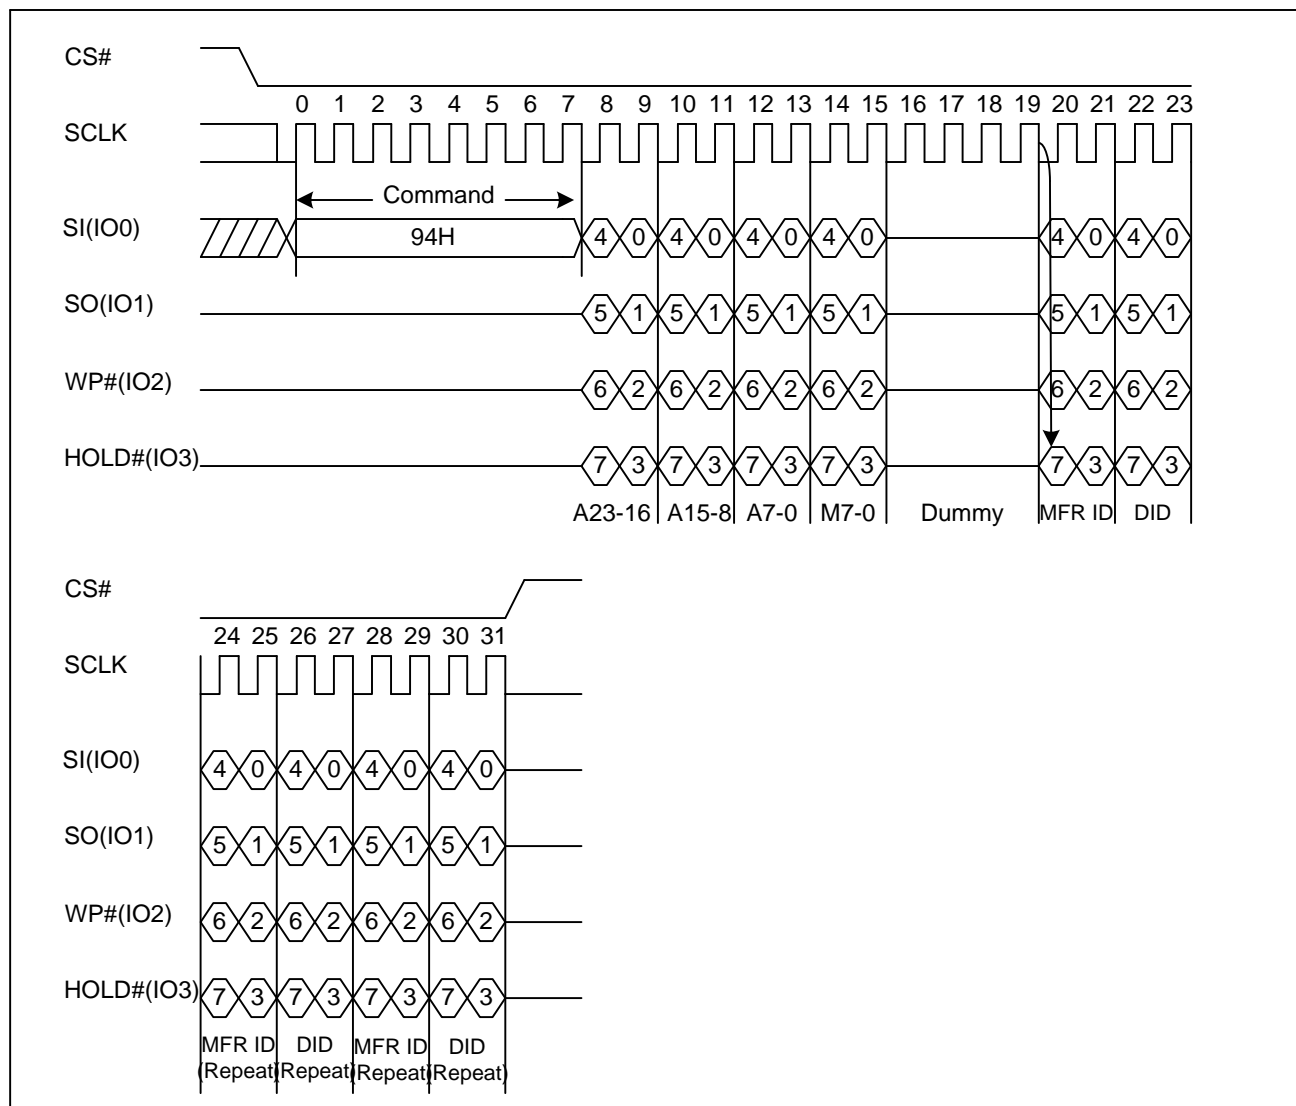 CS#
0 1 2 3 4 5 6 7 8 9 10 11 12 13 14 15 16 17 18 19 20 21 22 23
SCLK
Command
SI(IO0) 94H 4 0 4 0 4 0 4 0 4 0 4 0
SO(IO1) 5 1 5 1 5 1 5 1 5 1 5 1
WP#(IO2) 6 2 6 2 6 2 6 2 6 2 6 2
HOLD#(IO3) 7 3 7 3 7 3 7 3 7 3 7 3
A23-16 A15-8 A7-0 M7-0 Dummy MFR ID DID
CS#
24 25 26 27 28 29 30 31
SCLK
SI(IO0) 4 0 4 0 4 0 4 0
SO(IO1) 5 1 5 1 5 1 5 1
WP#(IO2) 6 2 6 2 6 2 6 2
HOLD#(IO3) 7 3 7 3 7 3 7 3
MFR ID DID MFR ID DID
(Repeat) (Repeat) (Repeat) (Repeat)